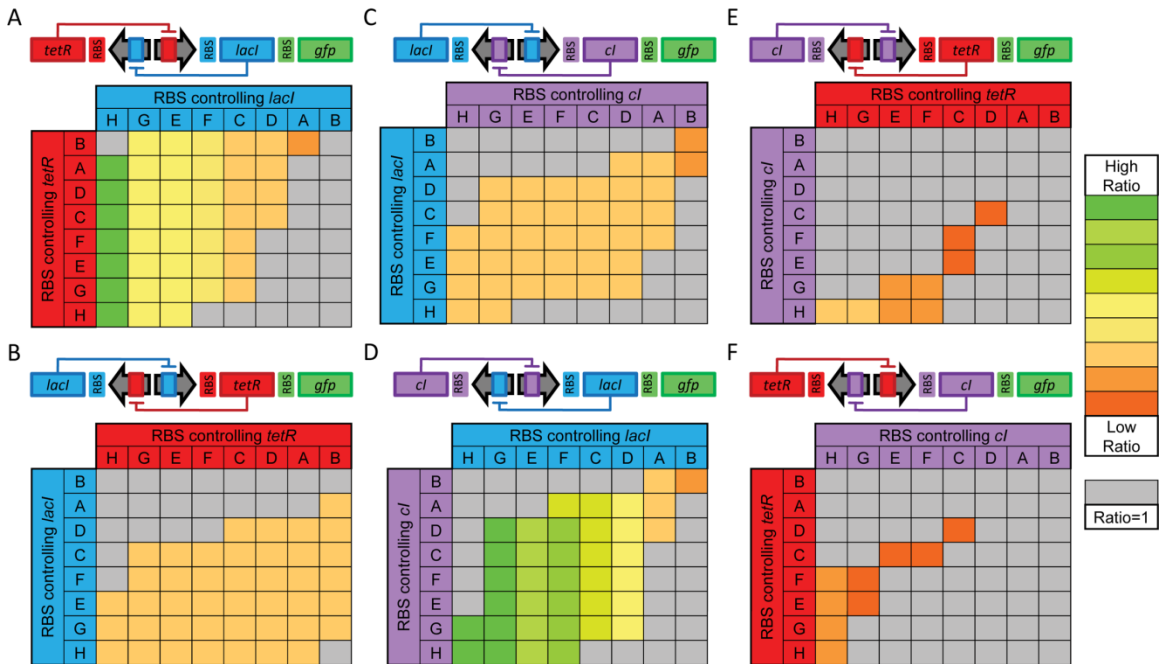 A
C
E
tetR RBS RBS lacI RBS gfp
lacI RBS RBS cI RBS gfp
cI RBS RBS tetR RBS gfp
RBS controlling lacI
H G E F C D A B
RBS controlling tetR
B
A
D
C
F
E
G
H
RBS controlling cI
H G E F C D A B
RBS controlling lacI
B
A
D
C
F
E
G
H
RBS controlling tetR
H G E F C D A B
RBS controlling cI
B
A
D
C
F
E
G
H
High
Ratio
Low
Ratio
Ratio=1
B
D
F
lacI RBS RBS tetR RBS gfp
cI RBS RBS lacI RBS gfp
tetR RBS RBS cI RBS gfp
RBS controlling tetR
H G E F C D A B
RBS controlling lacI
B
A
D
C
F
E
G
H
RBS controlling lacI
H G E F C D A B
RBS controlling cI
B
A
D
C
F
E
G
H
RBS controlling cI
H G E F C D A B
RBS controlling tetR
B
A
D
C
F
E
G
H